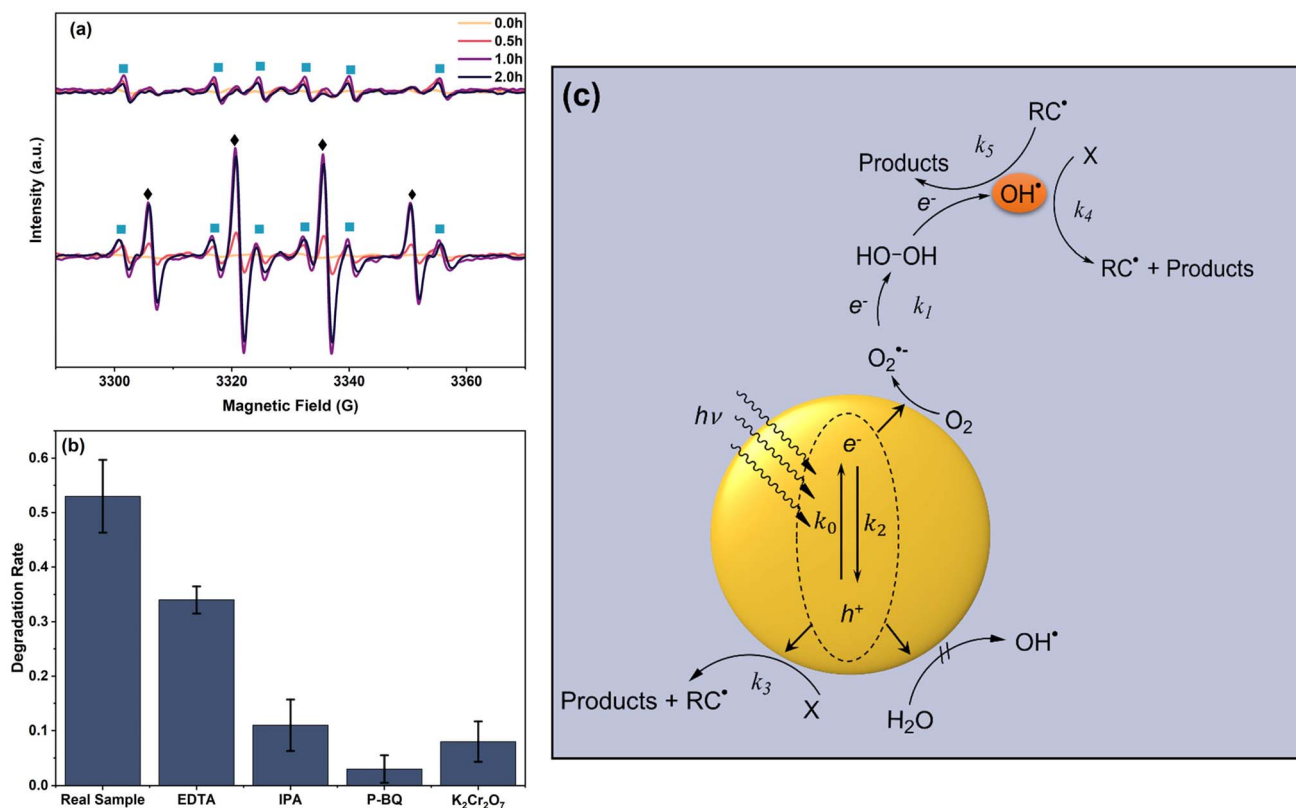 (a)
0.0h
0.5h
1.0h
2.0h
Intensity (a.u.)
3300 3320 3340 3360
Magnetic Field (G)
(b)
0.6
0.5
0.4
0.3
0.2
0.1
0.0
Degradation Rate
Real Sample EDTA IPA P-BQ K₂Cr₂O₇
(c)
RC•
k₅
X
Products
OH•
e⁻
k₄
HO-OH
RC• + Products
e⁻
k₁
O₂•⁻
hν
O₂
e⁻
k₀ k₂
h⁺
OH•
k₃
Products + RC•
X
H₂O